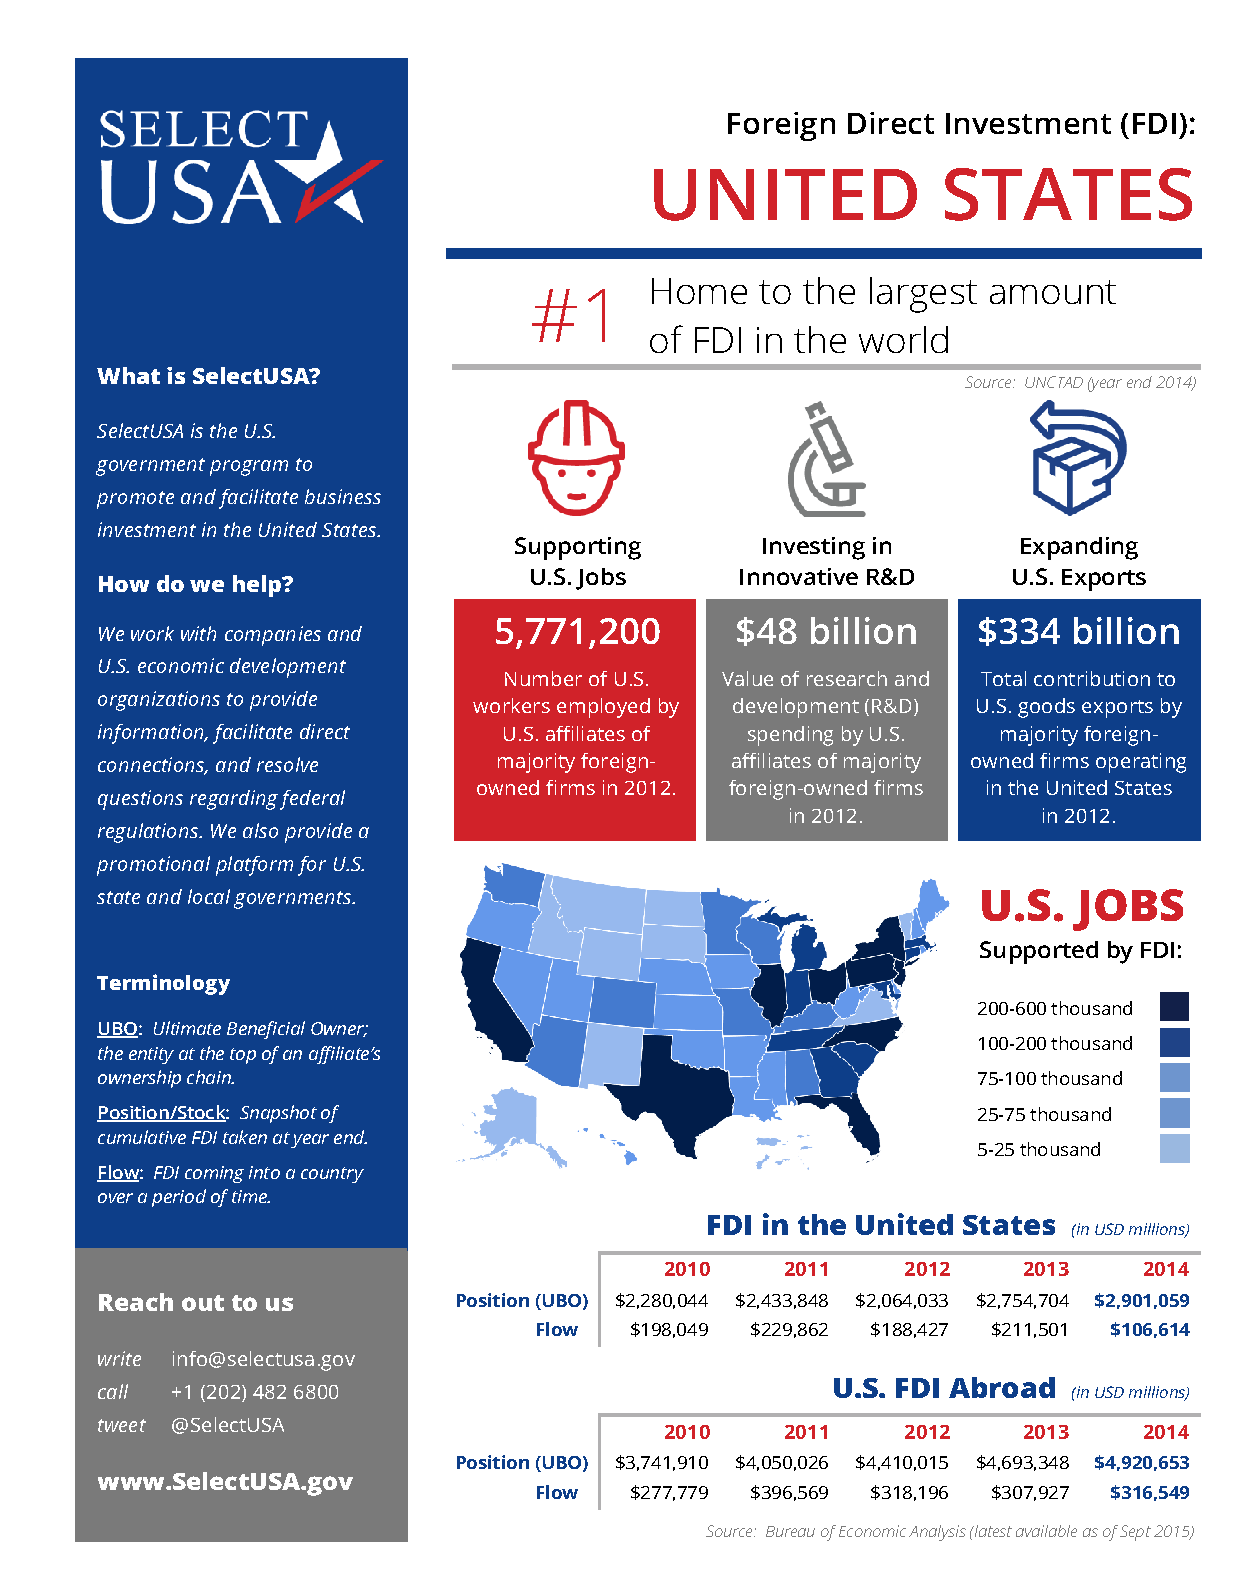 SELECT
USA
What is SelectUSA?
SelectUSA is the U.S.
government program to
promote and facilitate business
investment in the United States.
How do we help?
We work with companies and
U.S. economic development
organizations to provide
information, facilitate direct
connections, and resolve
questions regarding federal
regulations. We also provide a
promotional platform for U.S.
state and local governments.
Terminology
UBO: Ultimate Beneficial Owner;
the entity at the top of an affiliate's
ownership chain.
Position/Stock: Snapshot of
cumulative FDI taken at year end.
Flow: FDI coming into a country
over a period of time.
Reach out to us
write info@selectusa.gov
call +1 (202) 482 6800
tweet @SelectUSA
www.SelectUSA.gov
Foreign Direct Investment (FDI):
UNITED STATES
#1 Home to the largest amount
of FDI in the world
Source: UNCTAD (year end 2014)
Supporting
U.S. Jobs
5,771,200
Number of U.S.
workers employed by
U.S. affiliates of
majority foreign-
owned firms in 2012.
Investing in
Innovative R&D
$48 billion
Value of research and
development (R&D)
spending by U.S.
affiliates of majority
foreign-owned firms
in 2012.
Expanding
U.S. Exports
$334 billion
Total contribution to
U.S. goods exports by
majority foreign-
owned firms operating
in the United States
in 2012.
U.S. JOBS
Supported by FDI:
200-600 thousand
100-200 thousand
75-100 thousand
25-75 thousand
5-25 thousand
FDI in the United States (in USD millions)
2010 2011 2012 2013 2014
Position (UBO) $2,280,044 $2,433,848 $2,064,033 $2,754,704 $2,901,059
Flow $198,049 $229,862 $188,427 $211,501 $106,614
U.S. FDI Abroad (in USD millions)
2010 2011 2012 2013 2014
Position (UBO) $3,741,910 $4,050,026 $4,410,015 $4,693,348 $4,920,653
Flow $277,779 $396,569 $318,196 $307,927 $316,549
Source: Bureau of Economic Analysis (latest available as of Sept 2015)